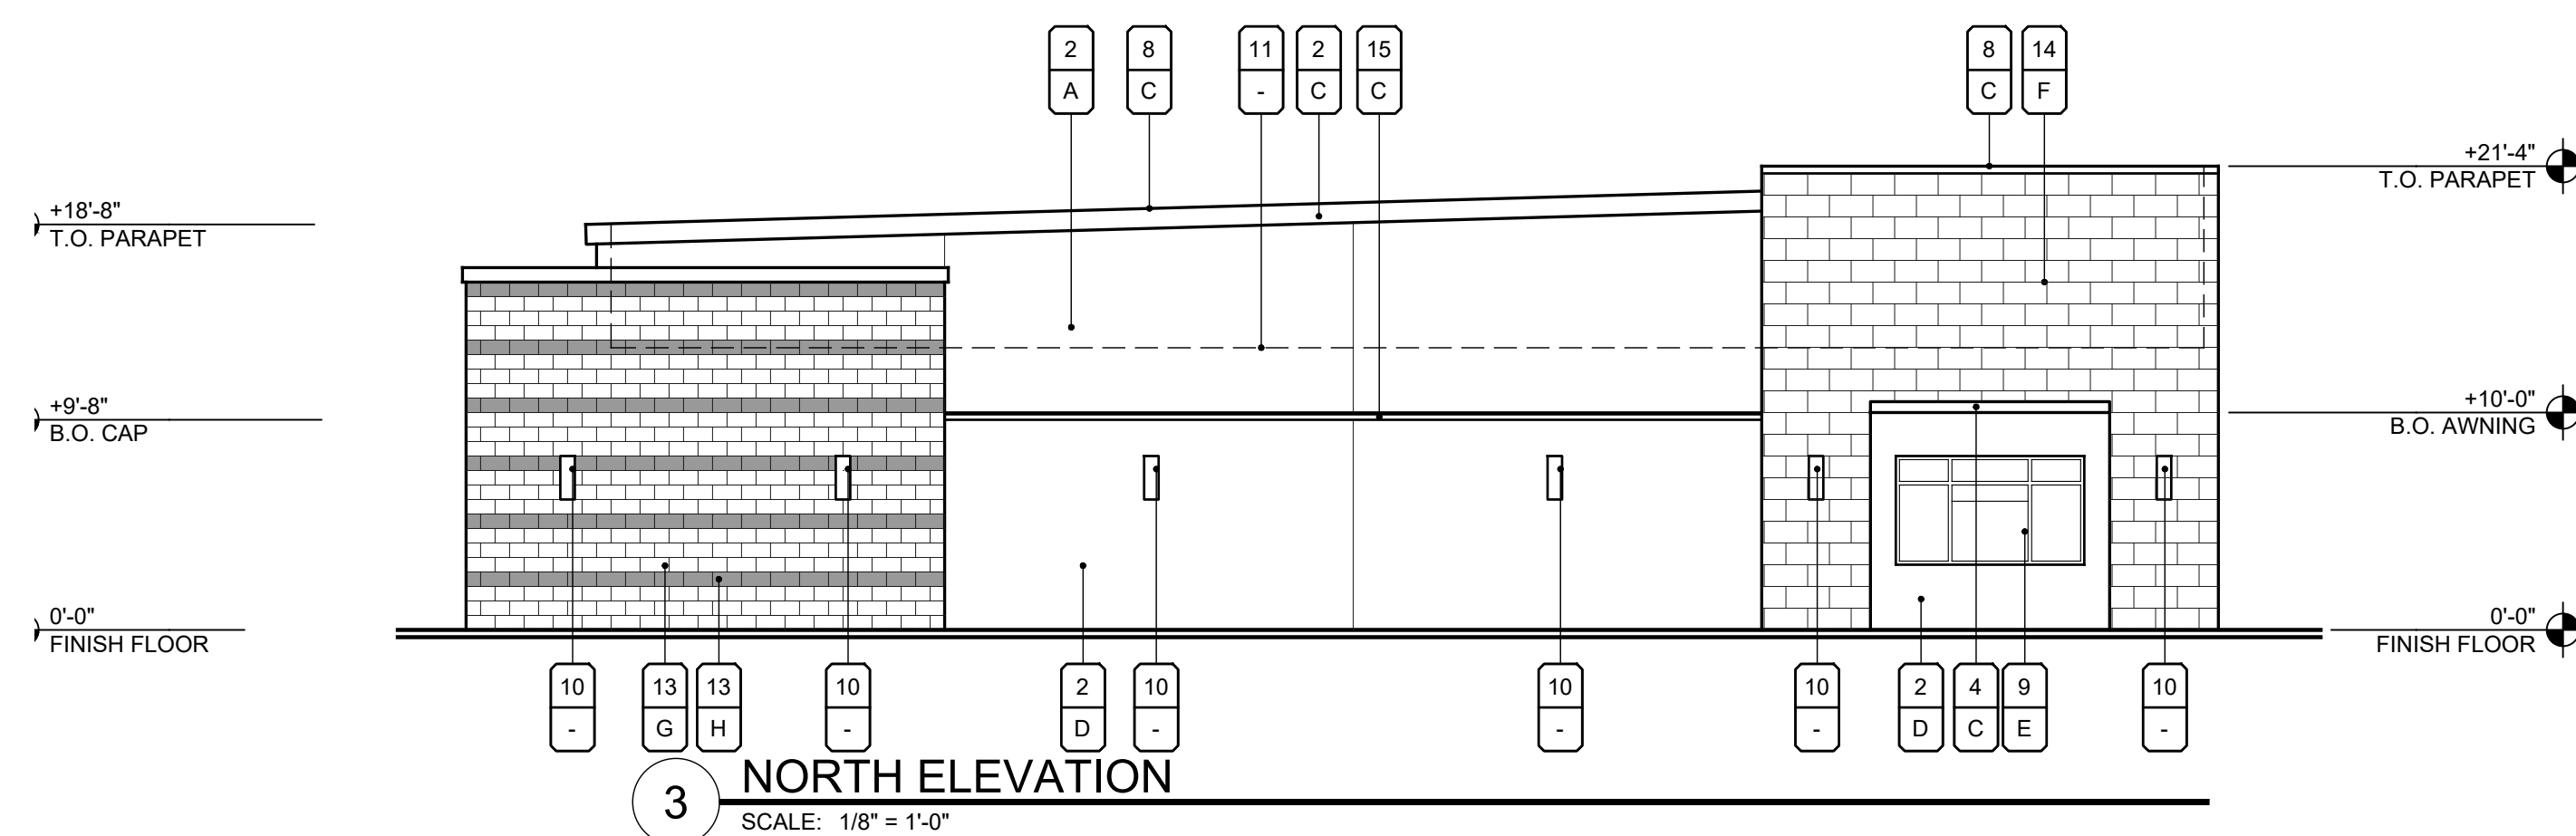 2 8 11 2 15 8 14
A C - C C C F
+21'-4"
T.O. PARAPET
+18'-8"
T.O. PARAPET
+9'-8"
B.O. CAP
+10'-0"
B.O. AWNING
0'-0"
FINISH FLOOR
0'-0"
FINISH FLOOR
10 13 13 10 2 10 10 10 2 4 9 10
- G H - D - - - D C E -
3 NORTH ELEVATION
SCALE: 1/8" = 1'-0"